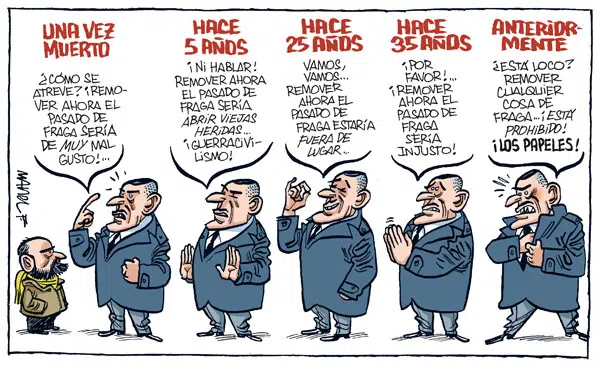 UNA VEZ
MUERTO
¿CÓMO SE
ATREVE? ¡REMO-
VER AHORA EL
PASADO DE
FRAGA SERÍA
DE MUY MAL
GUSTO!...
HACE
5 AÑOS
¡NI HABLAR!
REMOVER AHORA
EL PASADO DE
FRAGA SERÍA
ABRIR VIEJAS
HERIDAS...
¡GUERRACIVI-
LISMO!
HACE
25 AÑOS
VAMOS,
VAMOS...
REMOVER
AHORA EL
PASADO DE
FRAGA ESTARÍA
FUERA DE
LUGAR...
HACE
35 AÑOS
¡POR
FAVOR!...
¡REMOVER
AHORA EL
PASADO DE
FRAGA
SERÍA
INJUSTO!
ANTERIOR-
MENTE
¿ESTÁ LOCO?
REMOVER
CUALQUIER
COSA DE
FRAGA... ¡ESTÁ
PROHIBIDO!
¡LOS PAPELES!
MANEL F.